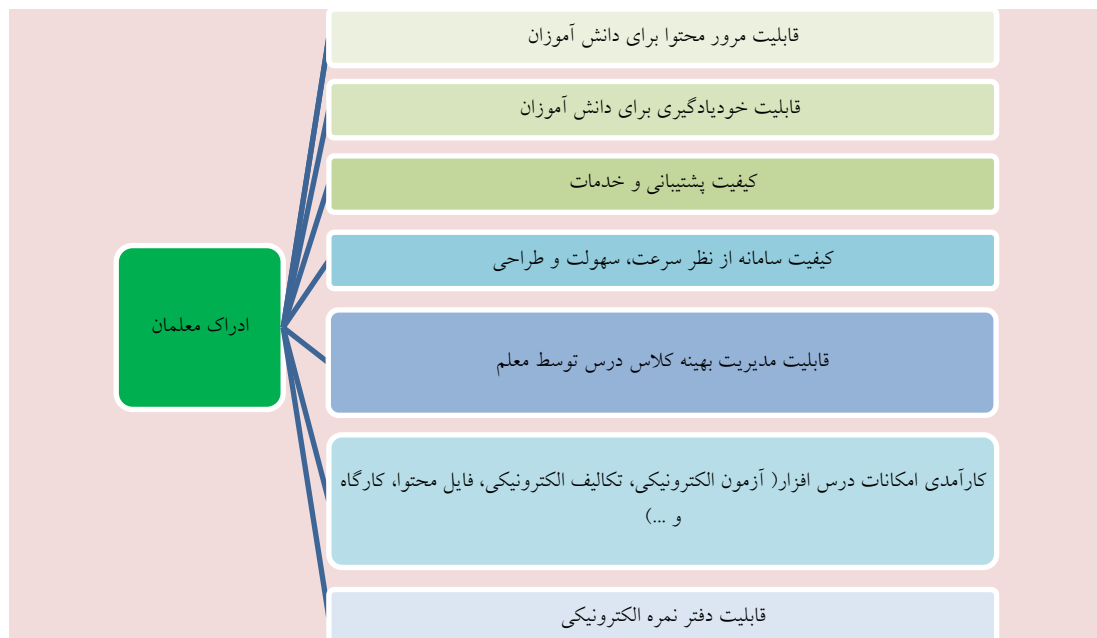 قابلیت مرور محتوا برای دانش آموزان
قابلیت خودیادگیری برای دانش آموزان
کیفیت پشتیبانی و خدمات
کیفیت سامانه از نظر سرعت، سهولت و طراحی
ادراک معلمان
قابلیت مدیریت بهینه کلاس درس توسط معلم
کارآمدی امکانات درس افزار( آزمون الکترونیکی، تکالیف الکترونیکی، فایل محتوا، کارگاه
و ...)
قابلیت دفتر نمره الکترونیکی